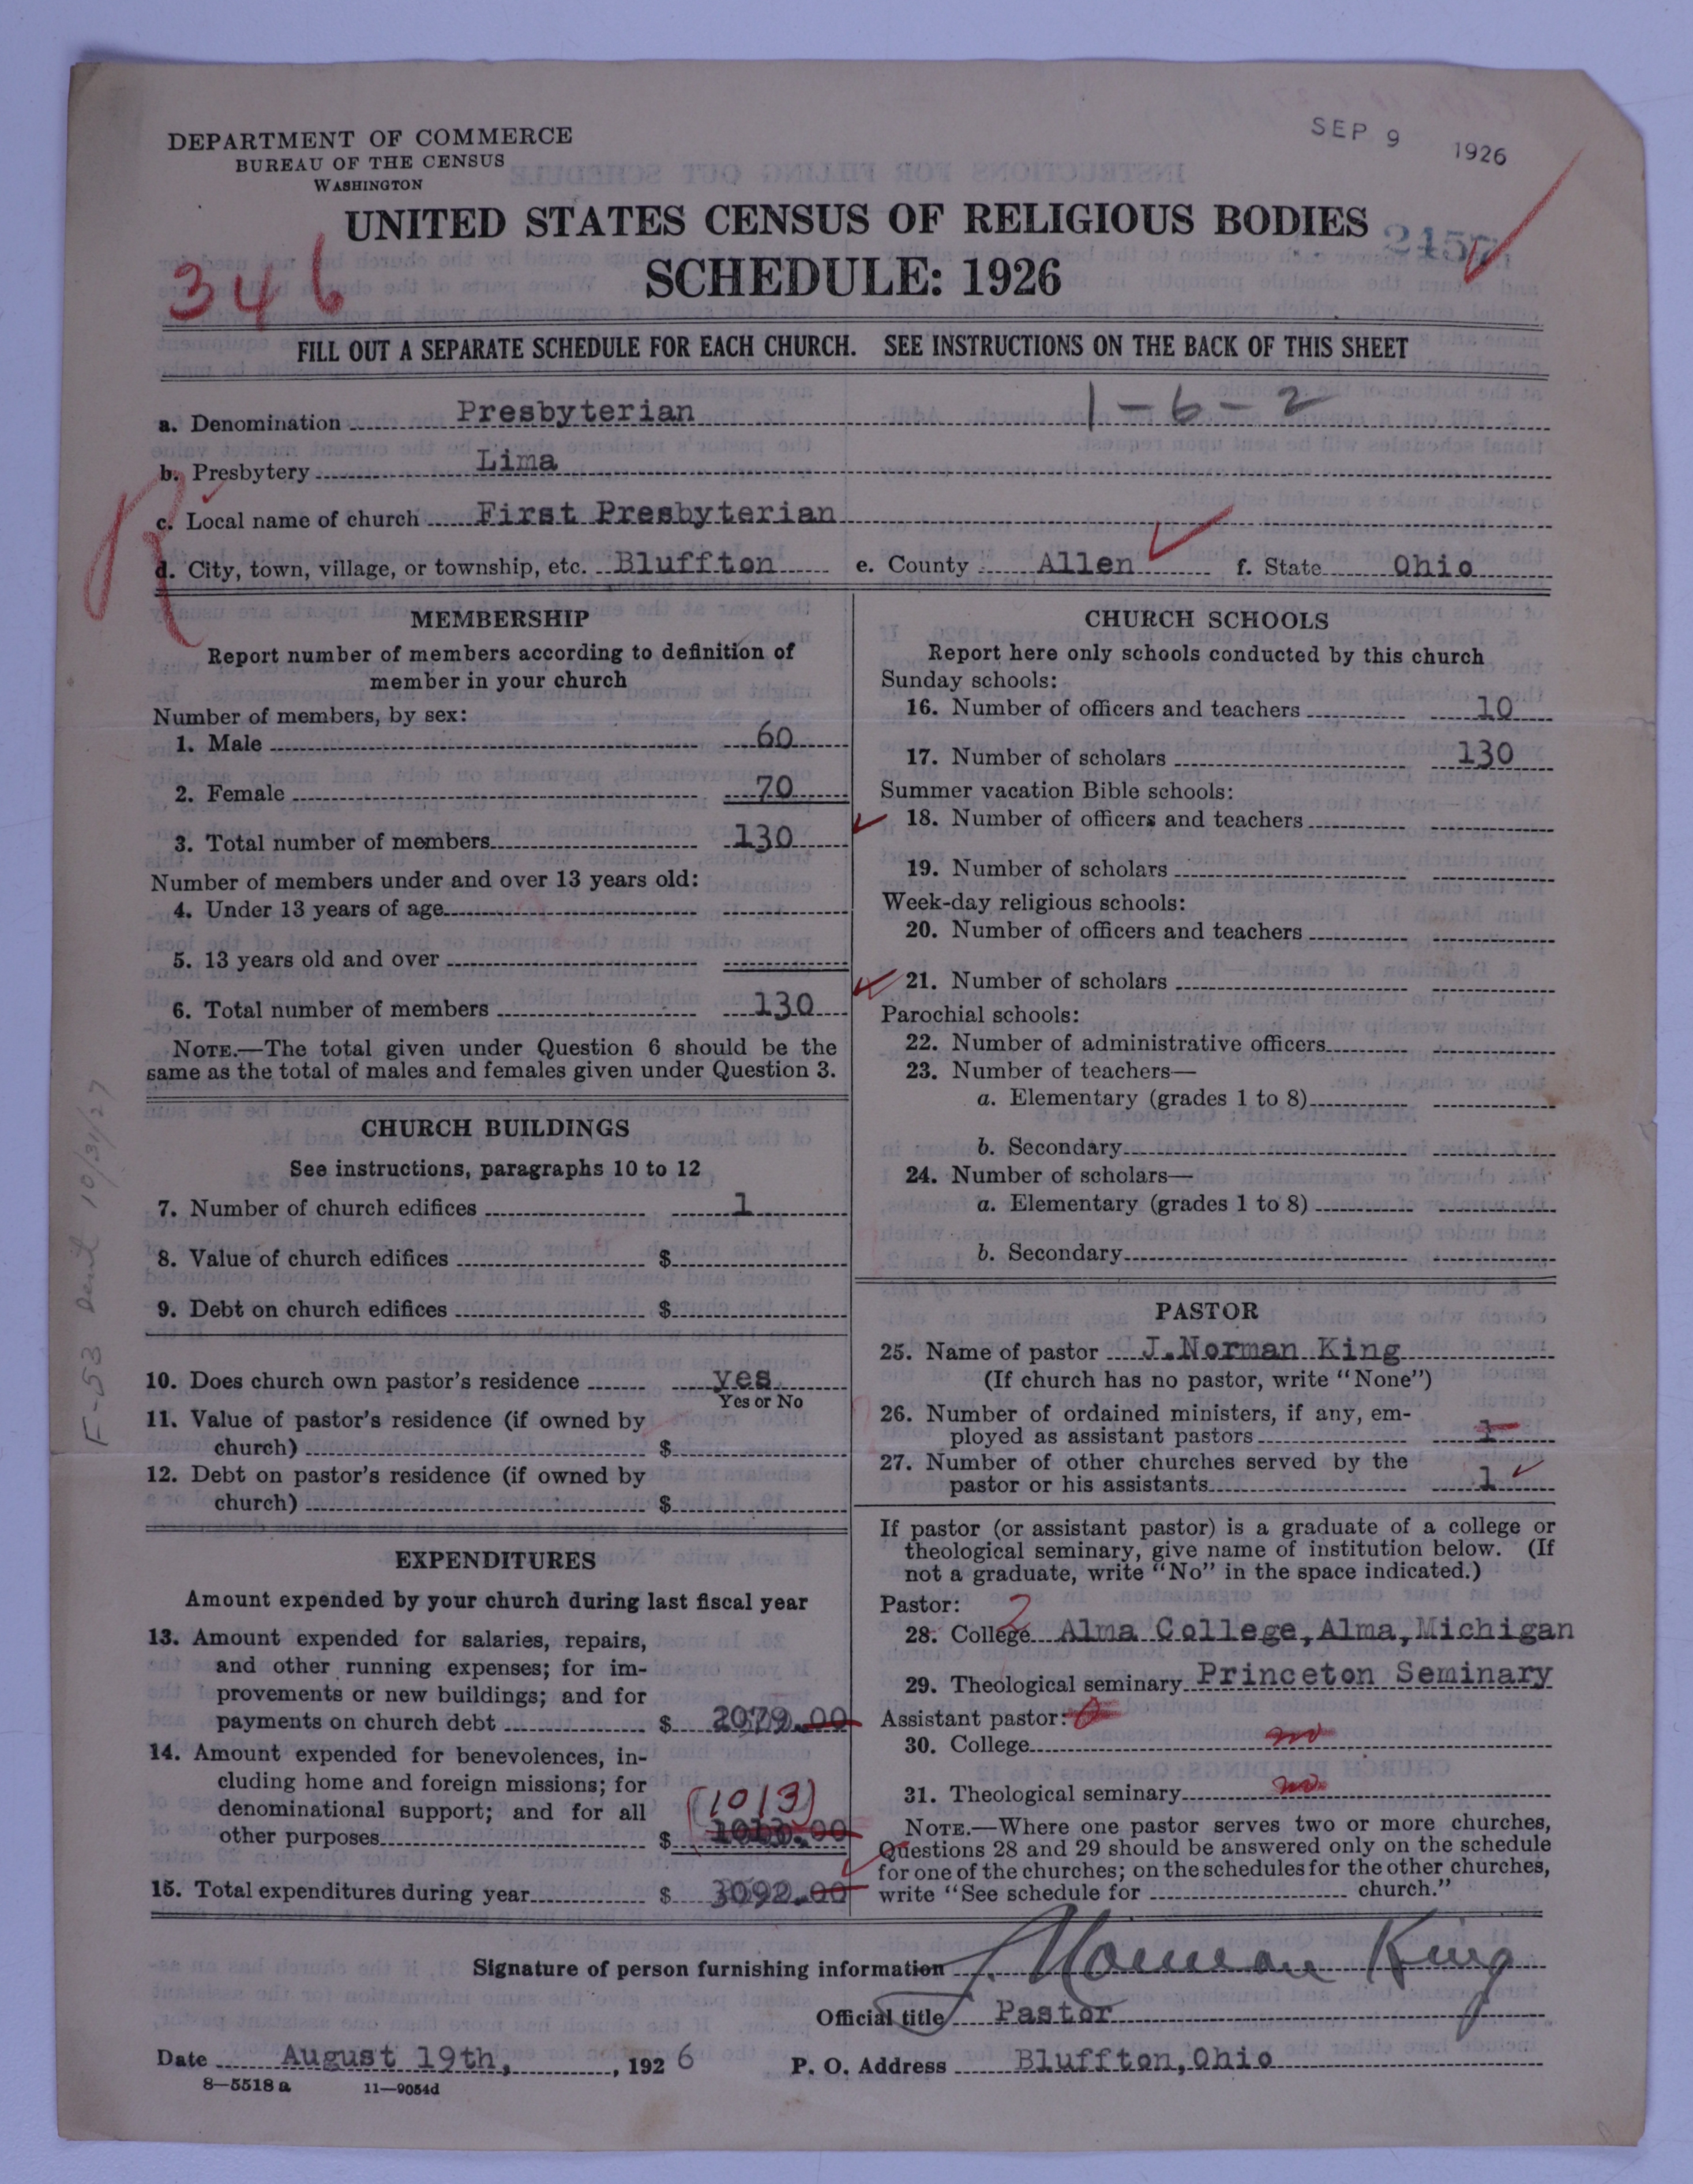 DEPARTMENT OF COMMERCE
BUREAU OF THE CENSUS
WASHINGTON
SEP 9 1926
UNITED STATES CENSUS OF RELIGIOUS BODIES
SCHEDULE: 1926
346
FILL OUT A SEPARATE SCHEDULE FOR EACH CHURCH. SEE INSTRUCTIONS ON THE BACK OF THIS SHEET
1-6-2
a. Denomination Presbyterian
b. Presbytery Lima
c. Local name of church First Presbyterian
d. City, town, village, or township, etc. Bluffton e. County Allen f. State Ohio
MEMBERSHIP
Report number of members according to definition of
member in your church
Number of members, by sex:
1. Male 60
2. Female 70
3. Total number of members 130
Number of members under and over 13 years old:
4. Under 13 years of age
5. 13 years old and over
6. Total number of members 130
NOTE.—The total given under Question 6 should be the
same as the total of males and females given under Question 3.
CHURCH BUILDINGS
See instructions, paragraphs 10 to 12
7. Number of church edifices 1
8. Value of church edifices $
9. Debt on church edifices $
10. Does church own pastor's residence yes
Yes or No
11. Value of pastor's residence (if owned by
church) $
12. Debt on pastor's residence (if owned by
church) $
EXPENDITURES
Amount expended by your church during last fiscal year
13. Amount expended for salaries, repairs,
and other running expenses; for im-
provements or new buildings; and for
payments on church debt $ 2079.00
14. Amount expended for benevolences, in-
cluding home and foreign missions; for
denominational support; and for all (1013)
other purposes $ 1013.00
15. Total expenditures during year $ 3092.00
CHURCH SCHOOLS
Report here only schools conducted by this church
Sunday schools:
16. Number of officers and teachers 10
17. Number of scholars 130
Summer vacation Bible schools:
18. Number of officers and teachers
19. Number of scholars
Week-day religious schools:
20. Number of officers and teachers
21. Number of scholars
Parochial schools:
22. Number of administrative officers
23. Number of teachers—
a. Elementary (grades 1 to 8)
b. Secondary
24. Number of scholars—
a. Elementary (grades 1 to 8)
b. Secondary
PASTOR
25. Name of pastor J. Norman King
(If church has no pastor, write "None")
26. Number of ordained ministers, if any, em-
ployed as assistant pastors 1
27. Number of other churches served by the
pastor or his assistants 1
If pastor (or assistant pastor) is a graduate of a college or
theological seminary, give name of institution below. (If
not a graduate, write "No" in the space indicated.)
Pastor: 2
28. College Alma College, Alma, Michigan
29. Theological seminary Princeton Seminary
Assistant pastor:
30. College no
31. Theological seminary no
NOTE.—Where one pastor serves two or more churches,
Questions 28 and 29 should be answered only on the schedule
for one of the churches; on the schedules for the other churches,
write "See schedule for church."
Signature of person furnishing information J. Norman King
Official title Pastor
Date August 19th, , 1926 P. O. Address Bluffton, Ohio
8—5518 a 11—9054d
F-53 10/31/27